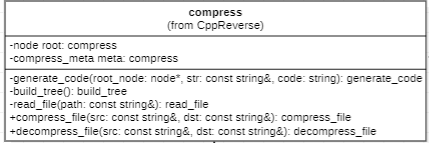 compress
(from CppReverse)
-node root: compress
-compress_meta meta: compress
-generate_code(root_node: node*, str: const string&, code: string): generate_code
-build_tree(): build_tree
-read_file(path: const string&): read_file
+compress_file(src: const string&, dst: const string&): compress_file
+decompress_file(src: const string&, dst: const string&): decompress_file